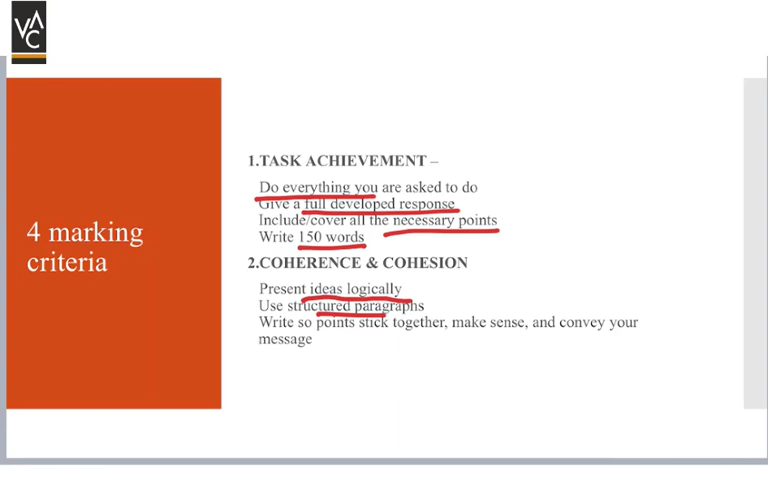 VAC
4 marking
criteria
1.TASK ACHIEVEMENT –
Do everything you are asked to do
Give a full developed response
Include/cover all the necessary points
Write 150 words
2.COHERENCE & COHESION
Present ideas logically
Use structured paragraphs
Write so points stick together, make sense, and convey your
message